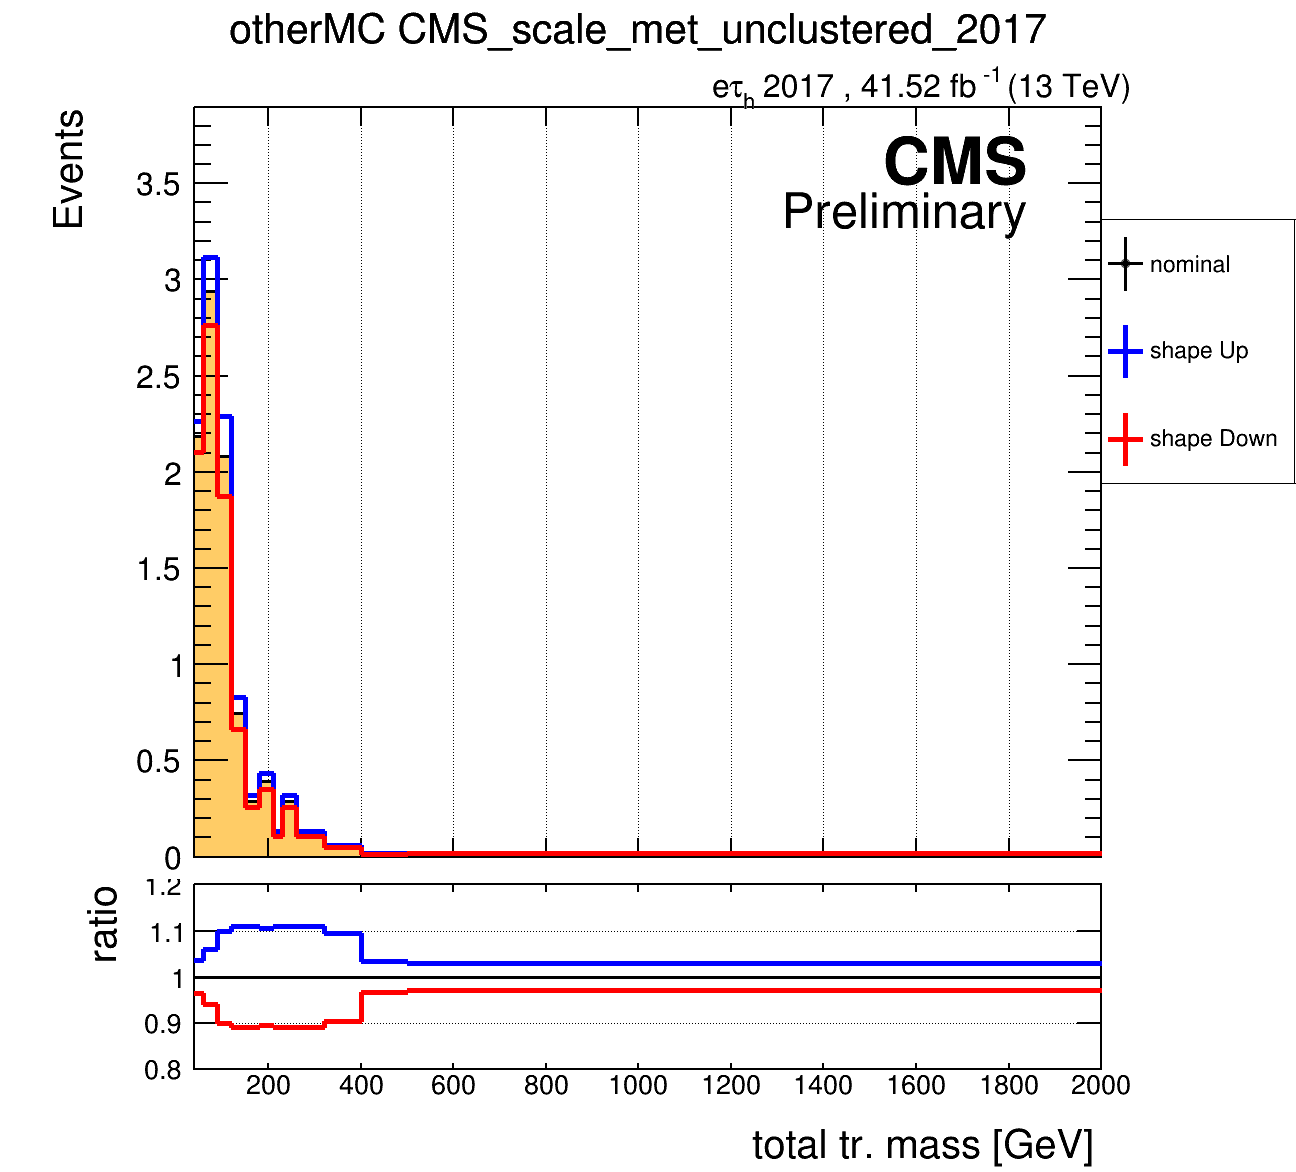 otherMC CMS_scale_met_unclustered_2017
eτh 2017 , 41.52 fb -1 (13 TeV)
Events
CMS
Preliminary
3.5
3
2.5
2
1.5
1
0.5
0
nominal
shape Up
shape Down
ratio
1.2
1.1
1
0.9
0.8
200 400 600 800 1000 1200 1400 1600 1800 2000
total tr. mass [GeV]